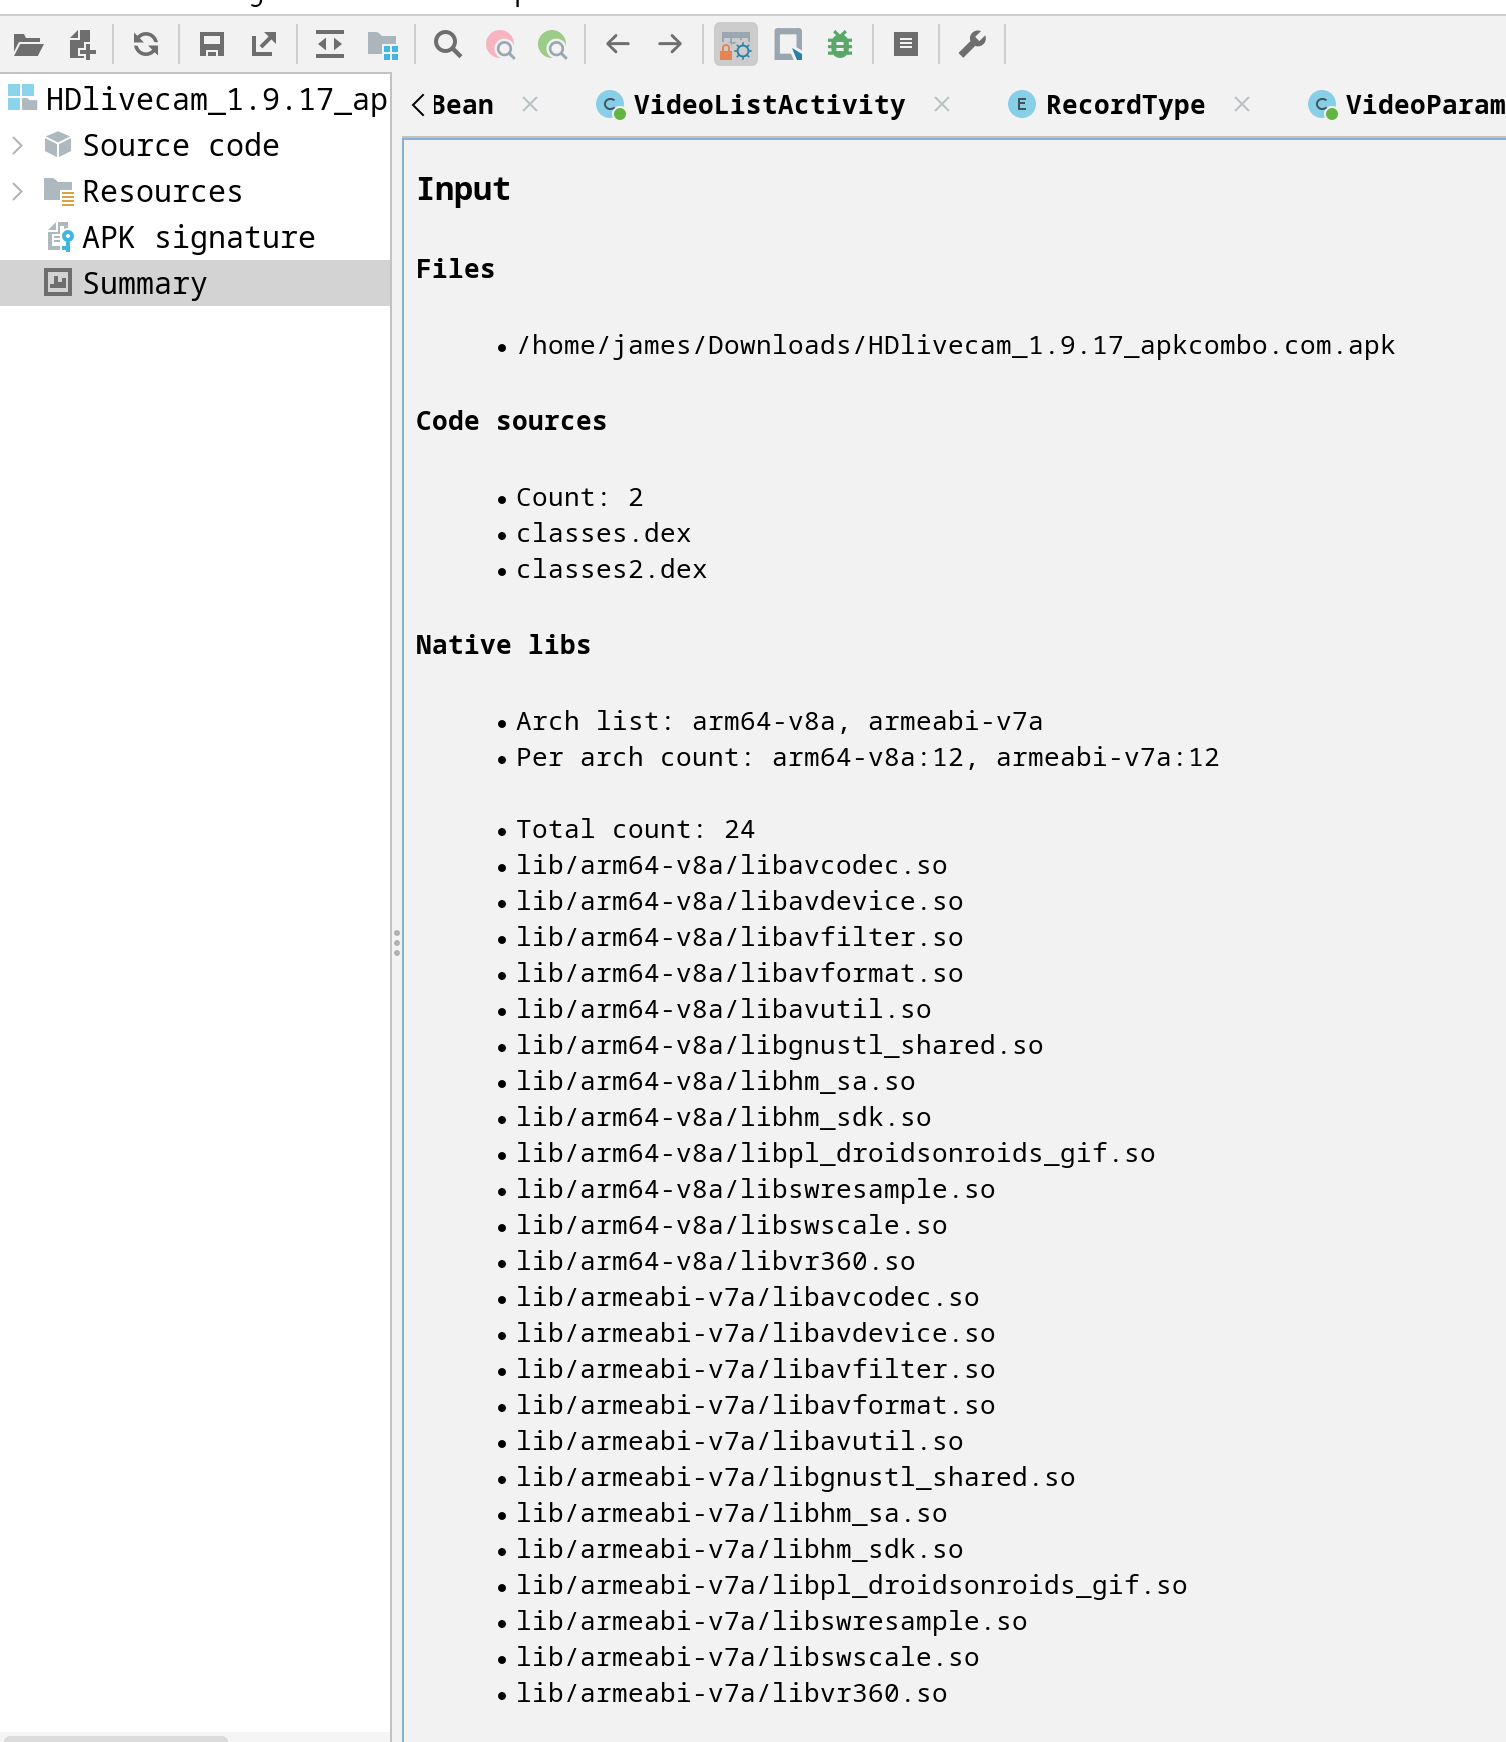 HDlivecam_1.9.17_ap
Source code
Resources
APK signature
Summary
Bean
VideoListActivity
RecordType
VideoParam
Input
Files
/home/james/Downloads/HDlivecam_1.9.17_apkcombo.com.apk
Code sources
Count: 2
classes.dex
classes2.dex
Native libs
Arch list: arm64-v8a, armeabi-v7a
Per arch count: arm64-v8a:12, armeabi-v7a:12
Total count: 24
lib/arm64-v8a/libavcodec.so
lib/arm64-v8a/libavdevice.so
lib/arm64-v8a/libavfilter.so
lib/arm64-v8a/libavformat.so
lib/arm64-v8a/libavutil.so
lib/arm64-v8a/libgnustl_shared.so
lib/arm64-v8a/libhm_sa.so
lib/arm64-v8a/libhm_sdk.so
lib/arm64-v8a/libpl_droidsonroids_gif.so
lib/arm64-v8a/libswresample.so
lib/arm64-v8a/libswscale.so
lib/arm64-v8a/libvr360.so
lib/armeabi-v7a/libavcodec.so
lib/armeabi-v7a/libavdevice.so
lib/armeabi-v7a/libavfilter.so
lib/armeabi-v7a/libavformat.so
lib/armeabi-v7a/libavutil.so
lib/armeabi-v7a/libgnustl_shared.so
lib/armeabi-v7a/libhm_sa.so
lib/armeabi-v7a/libhm_sdk.so
lib/armeabi-v7a/libpl_droidsonroids_gif.so
lib/armeabi-v7a/libswresample.so
lib/armeabi-v7a/libswscale.so
lib/armeabi-v7a/libvr360.so